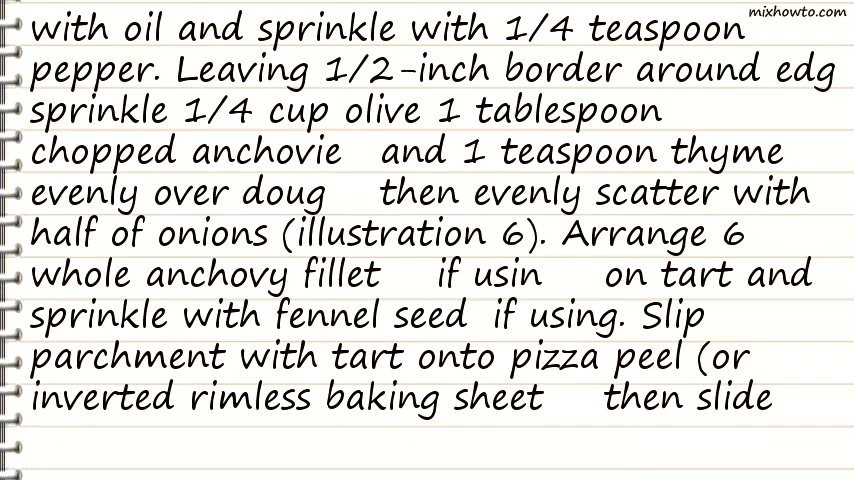 mixhowto.com
with oil and sprinkle with 1/4 teaspoon
pepper. Leaving 1/2-inch border around edg
sprinkle 1/4 cup olive 1 tablespoon
chopped anchovie and 1 teaspoon thyme
evenly over doug then evenly scatter with
half of onions (illustration 6). Arrange 6
whole anchovy fillet if usin on tart and
sprinkle with fennel seed if using. Slip
parchment with tart onto pizza peel (or
inverted rimless baking sheet then slide